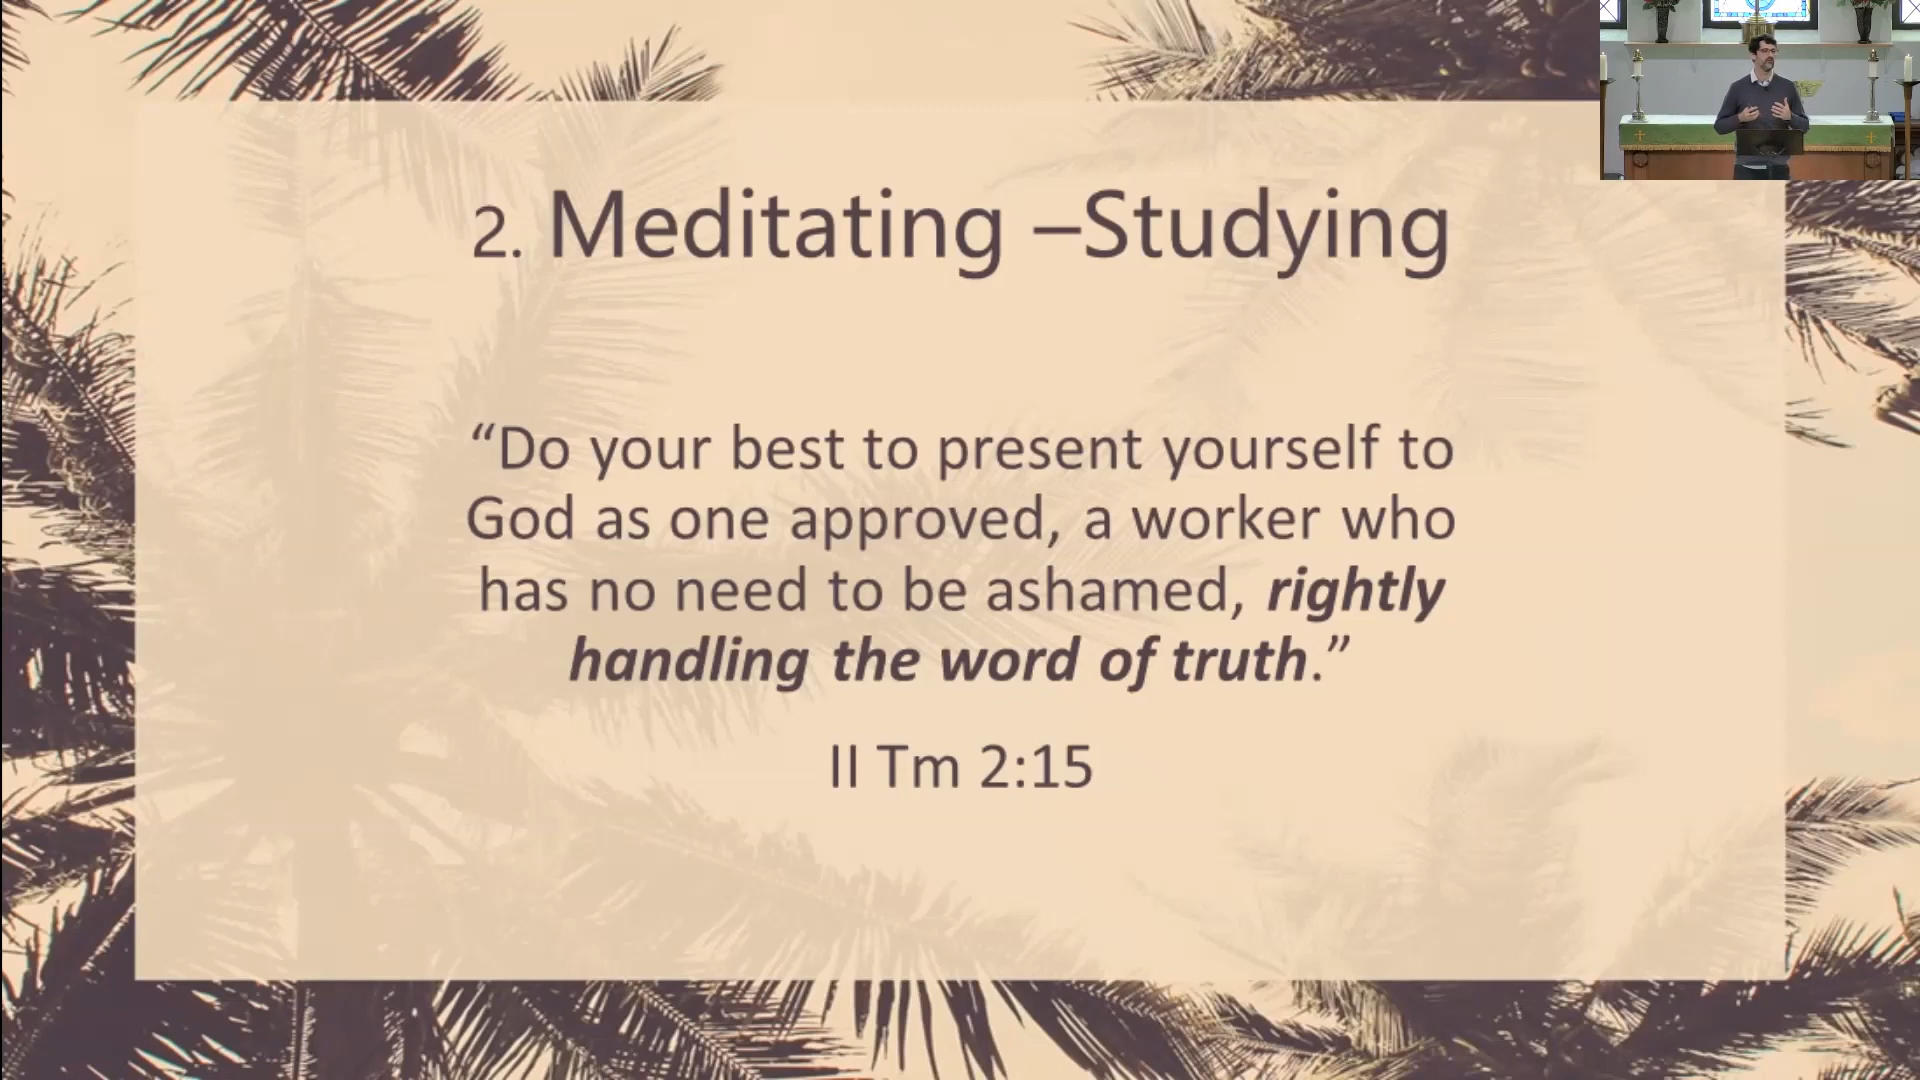 2. Meditating –Studying
“Do your best to present yourself to
God as one approved, a worker who
has no need to be ashamed, rightly
handling the word of truth.”
II Tm 2:15